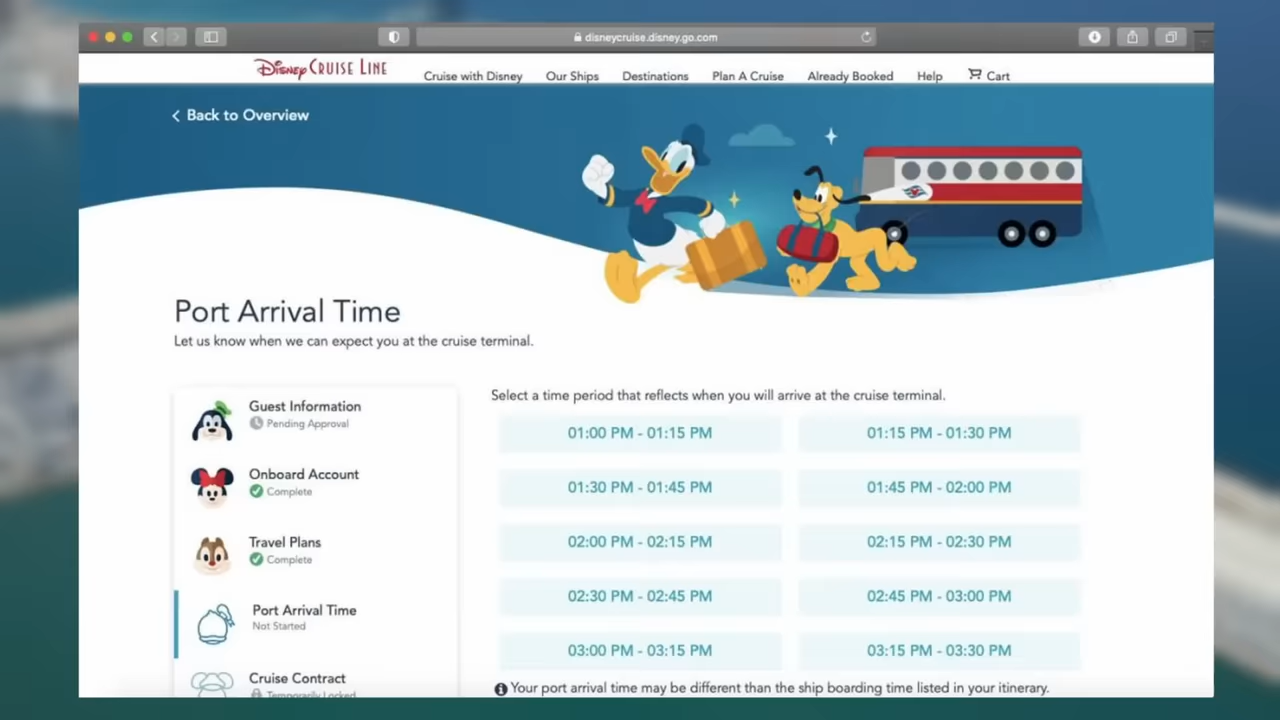 disneycruise.disney.go.com
Disney Cruise Line
Cruise with Disney Our Ships Destinations Plan A Cruise Already Booked Help Cart
Back to Overview
Port Arrival Time
Let us know when we can expect you at the cruise terminal.
Guest Information
Pending Approval
Onboard Account
Complete
Travel Plans
Complete
Port Arrival Time
Not Started
Cruise Contract
Temporarily Locked
Select a time period that reflects when you will arrive at the cruise terminal.
01:00 PM - 01:15 PM 01:15 PM - 01:30 PM
01:30 PM - 01:45 PM 01:45 PM - 02:00 PM
02:00 PM - 02:15 PM 02:15 PM - 02:30 PM
02:30 PM - 02:45 PM 02:45 PM - 03:00 PM
03:00 PM - 03:15 PM 03:15 PM - 03:30 PM
Your port arrival time may be different than the ship boarding time listed in your itinerary.